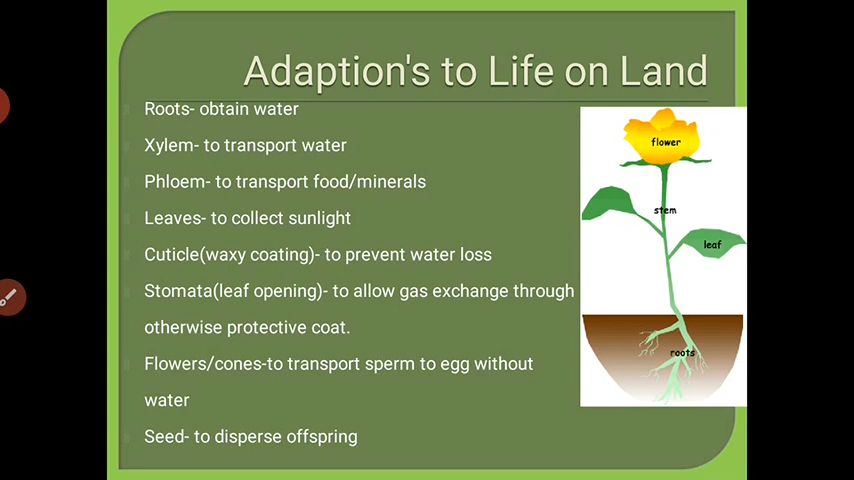 Adaption's to Life on Land
Roots- obtain water
Xylem- to transport water
Phloem- to transport food/minerals
Leaves- to collect sunlight
Cuticle(waxy coating)- to prevent water loss
Stomata(leaf opening)- to allow gas exchange through
otherwise protective coat.
Flowers/cones-to transport sperm to egg without
water
Seed- to disperse offspring
flower
stem
leaf
roots